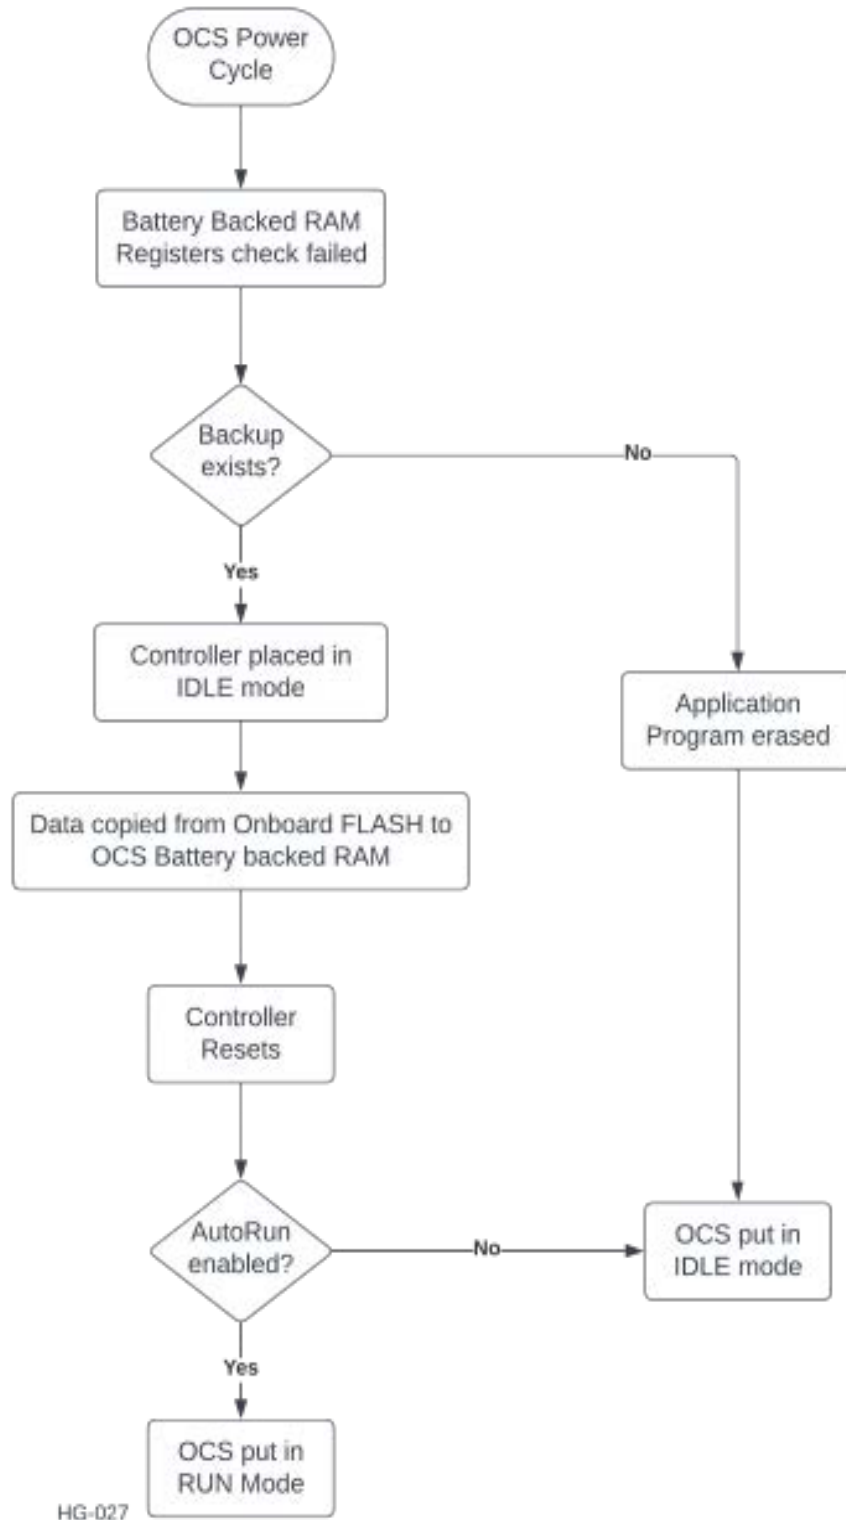 OCS Power
Cycle
Battery Backed RAM
Registers check failed
Backup
exists?
No
Yes
Controller placed in
IDLE mode
Application
Program erased
Data copied from Onboard FLASH to
OCS Battery backed RAM
Controller
Resets
AutoRun
enabled?
No
OCS put in
IDLE mode
Yes
OCS put in
RUN Mode
HG-027